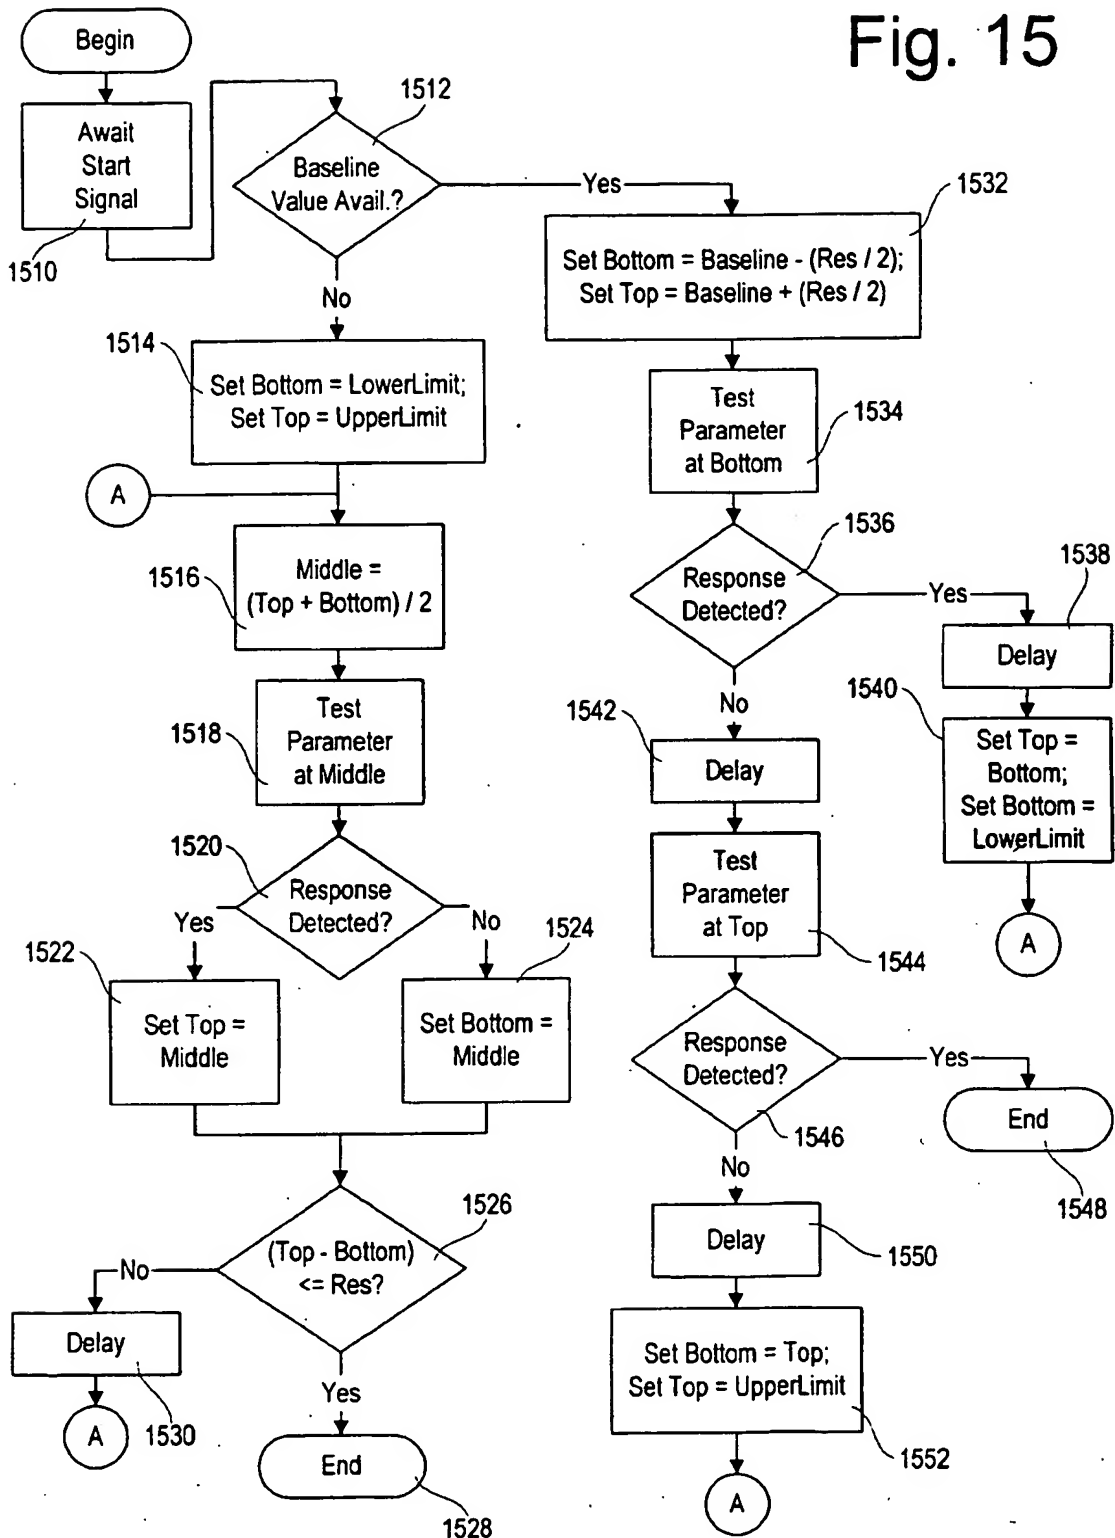 Fig. 15
Begin
Await
Start
Signal
1510
1512
Baseline
Value Avail.?
Yes
No
1514
Set Bottom = LowerLimit;
Set Top = UpperLimit
A
1516
Middle =
(Top + Bottom) / 2
1518
Test
Parameter
at Middle
1520
Response
Detected?
Yes
No
1522
Set Top =
Middle
1524
Set Bottom =
Middle
1526
(Top - Bottom)
<= Res?
No
Delay
1530
A
Yes
End
1528
1532
Set Bottom = Baseline - (Res / 2);
Set Top = Baseline + (Res / 2)
Test
Parameter
at Bottom
1534
1536
Response
Detected?
Yes
1538
Delay
1540
Set Top =
Bottom;
Set Bottom =
LowerLimit
A
No
1542
Delay
Test
Parameter
at Top
1544
Response
Detected?
1546
Yes
End
1548
No
Delay
1550
Set Bottom = Top;
Set Top = UpperLimit
1552
A